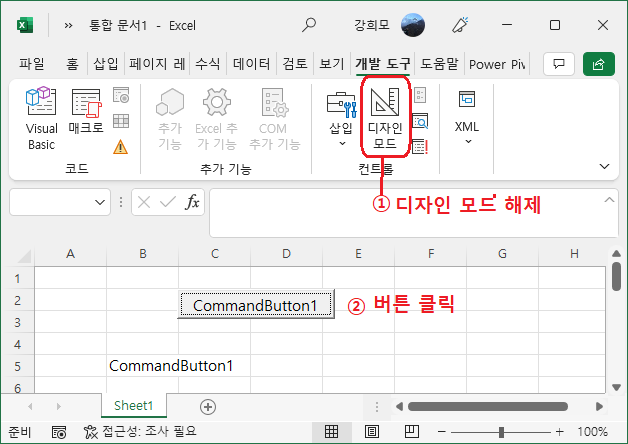 통합 문서1 - Excel
강희모
파일 홈 삽입 페이지 레 수식 데이터 검토 보기 개발 도구 도움말 Power Piv
Visual Basic 매크로 추가 기능 Excel 추가 기능 COM 추가 기능 삽입 디자인 모드 XML
코드 추가 기능 컨트롤
① 디자인 모드 해제
fx
A B C D E F G H
1
2 CommandButton1 ② 버튼 클릭
3
4
5 CommandButton1
6
Sheet1
준비 접근성: 조사 필요 100%